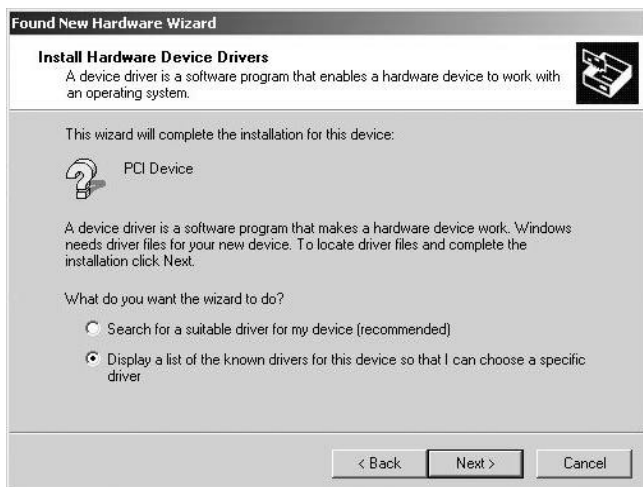 Found New Hardware Wizard
Install Hardware Device Drivers
A device driver is a software program that enables a hardware device to work with
an operating system.
This wizard will complete the installation for this device:
PCI Device
A device driver is a software program that makes a hardware device work. Windows
needs driver files for your new device. To locate driver files and complete the
installation click Next.
What do you want the wizard to do?
Search for a suitable driver for my device (recommended)
Display a list of the known drivers for this device so that I can choose a specific
driver
< Back
Next >
Cancel